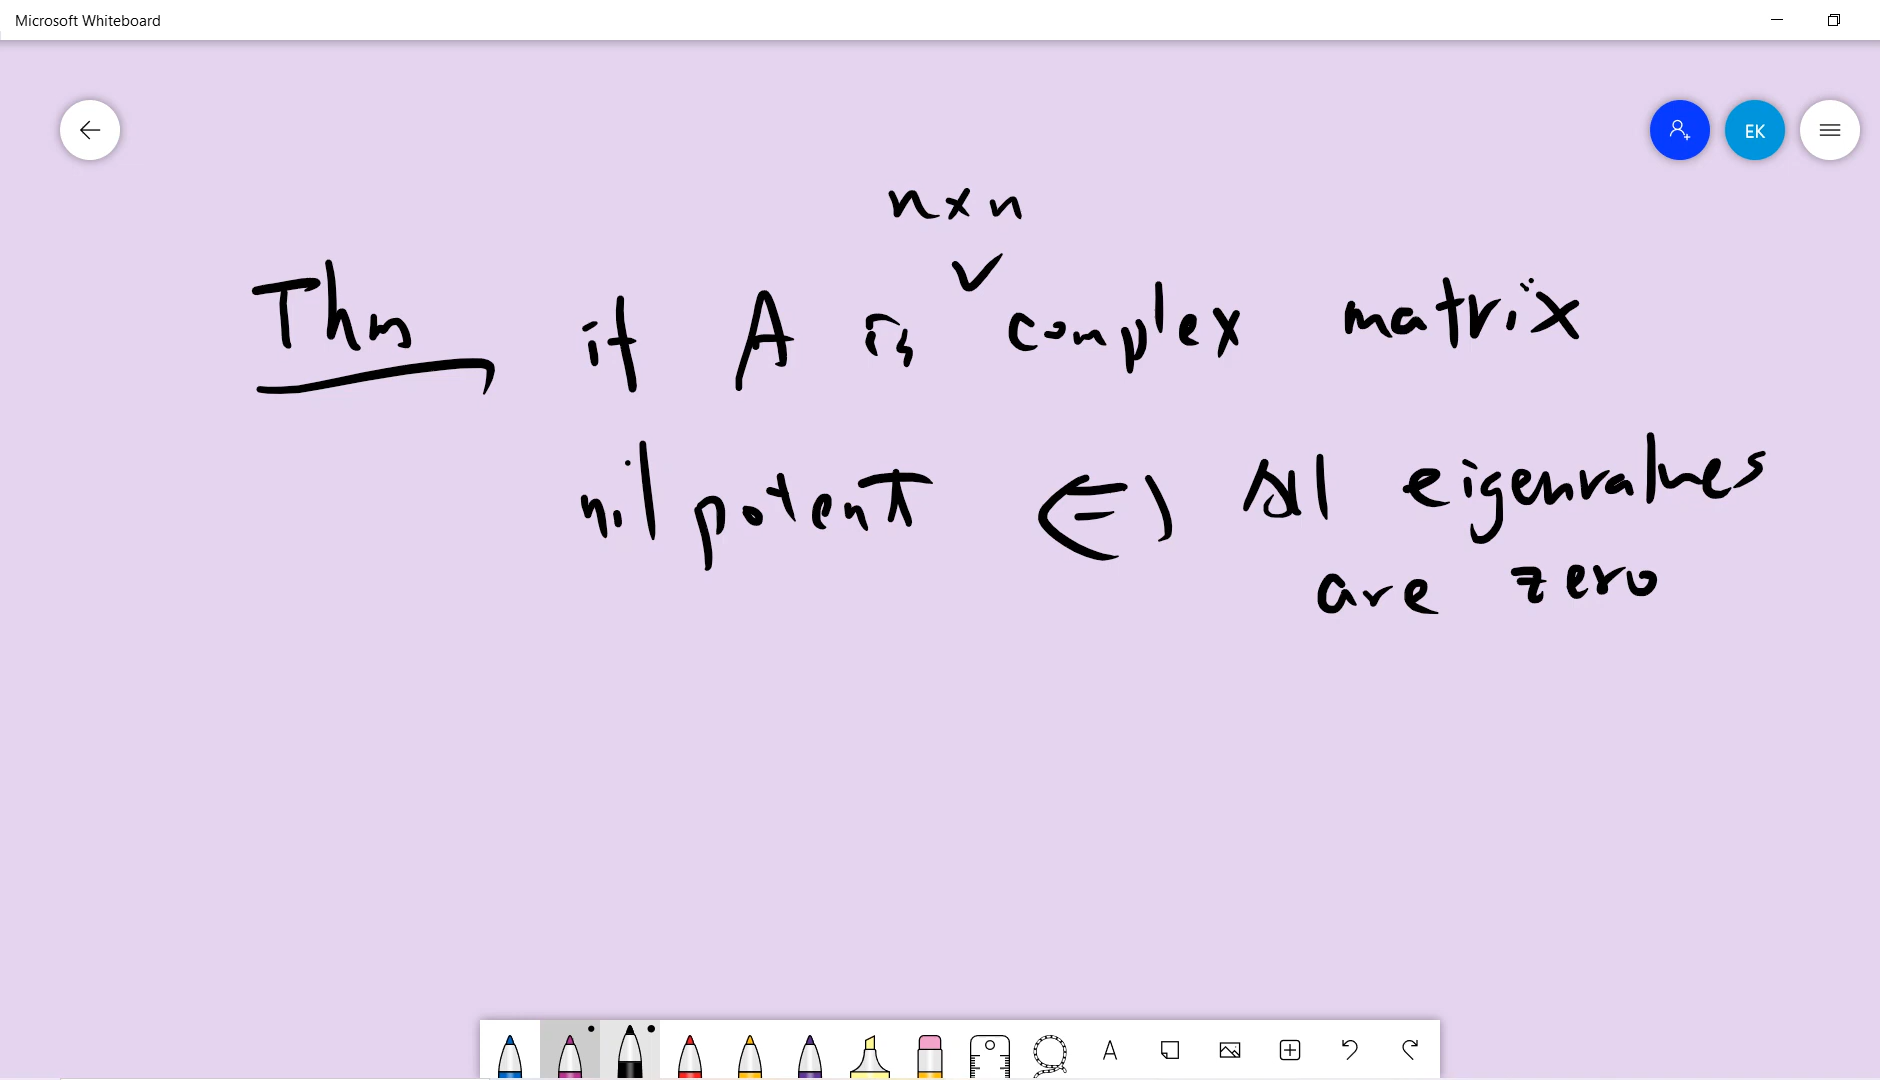 Microsoft Whiteboard
EK
n x n
Thm if A is complex matrix
nilpotent <=> all eigenvalues
are zero
A